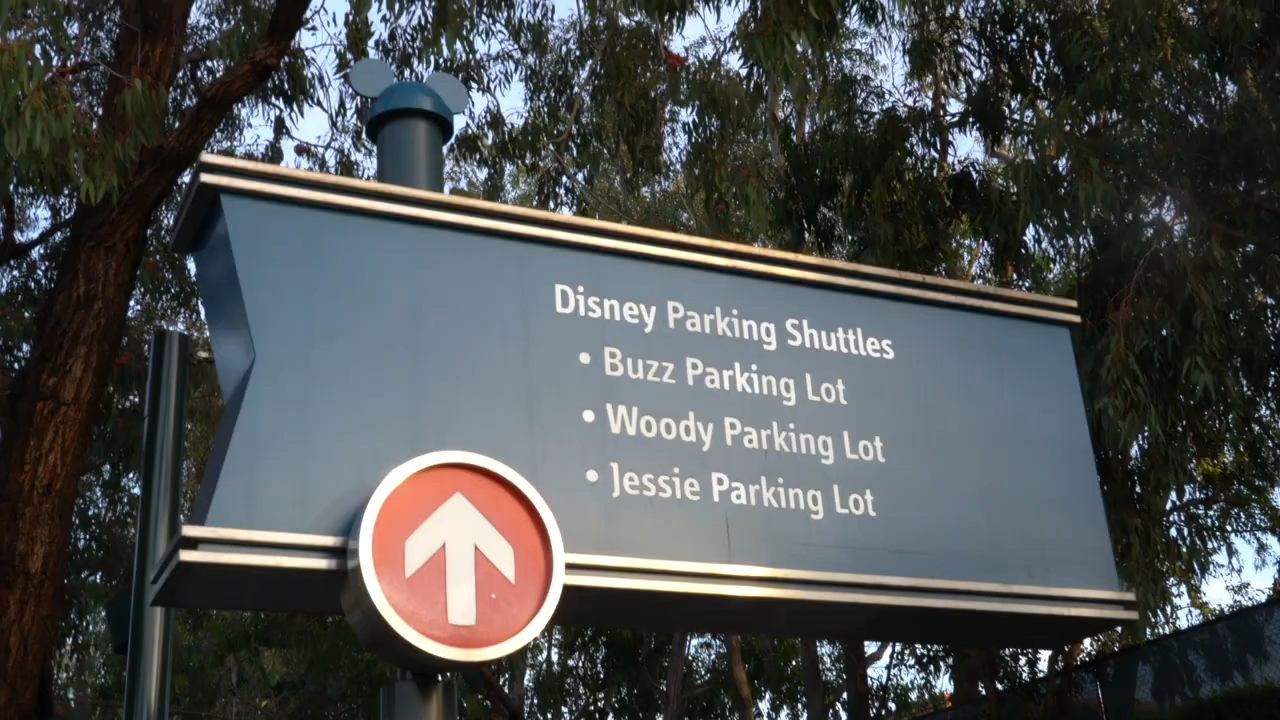 Disney Parking Shuttles
• Buzz Parking Lot
• Woody Parking Lot
• Jessie Parking Lot